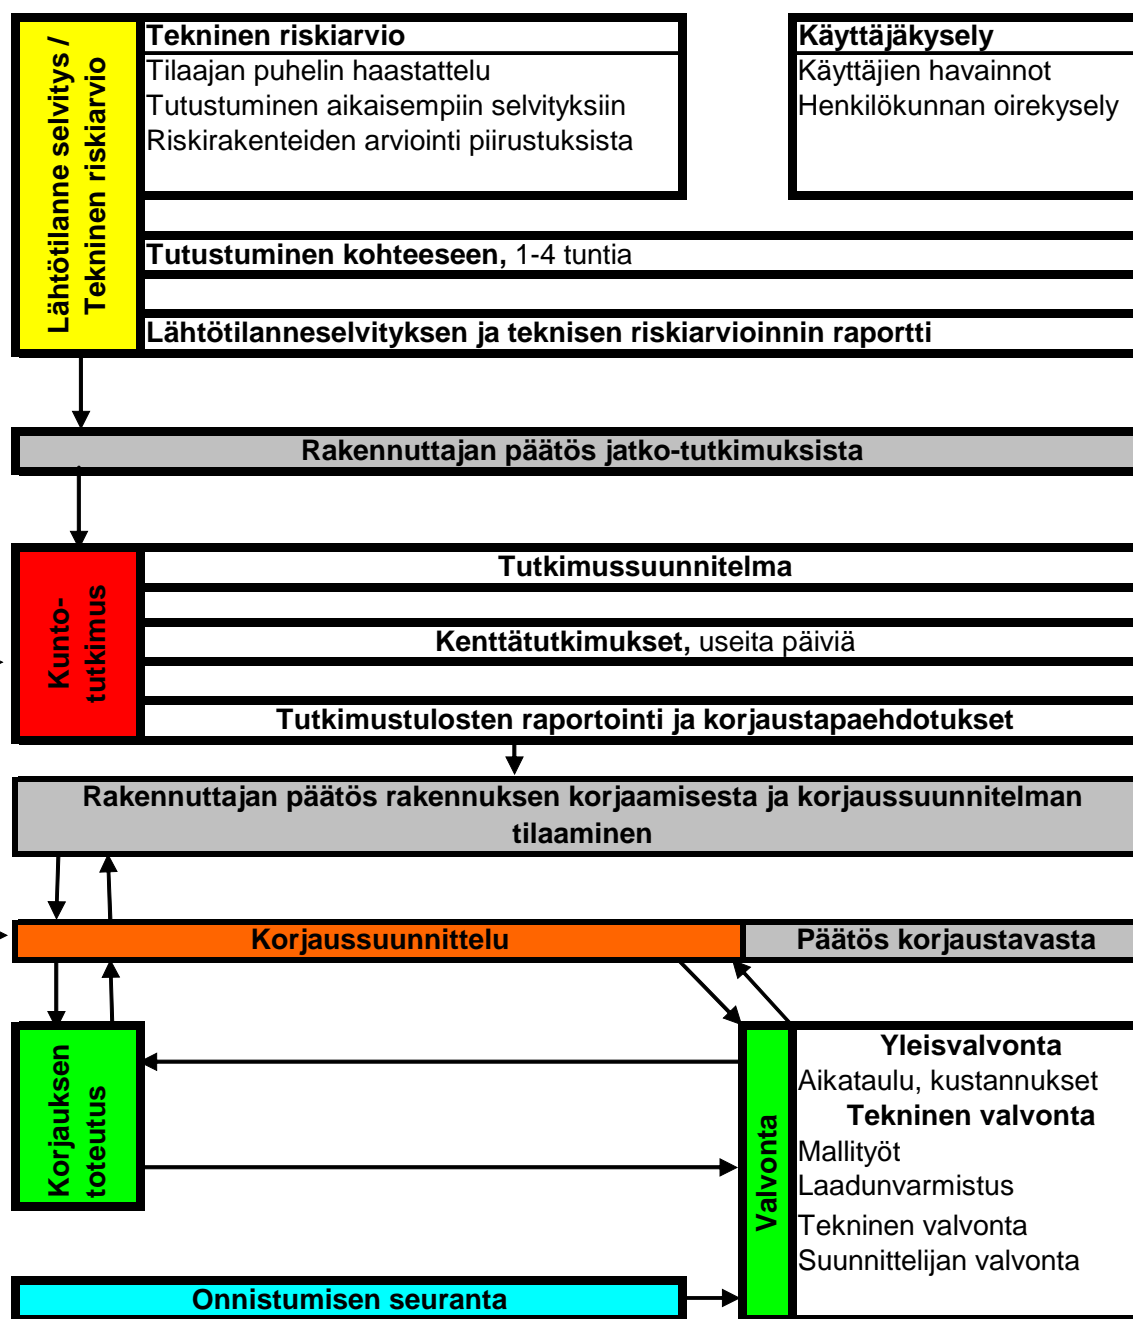 Lähtötilanne selvitys /
Tekninen riskiarvio
Tekninen riskiarvio
Tilaajan puhelin haastattelu
Tutustuminen aikaisempiin selvityksiin
Riskirakenteiden arviointi piirustuksista
Käyttäjäkysely
Käyttäjien havainnot
Henkilökunnan oirekysely
Tutustuminen kohteeseen, 1-4 tuntia
Lähtötilanneselvityksen ja teknisen riskiarvioinnin raportti
Rakennuttajan päätös jatko-tutkimuksista
Kunto-
tutkimus
Tutkimussuunnitelma
Kenttätutkimukset, useita päiviä
Tutkimustulosten raportointi ja korjaustapaehdotukset
Rakennuttajan päätös rakennuksen korjaamisesta ja korjaussuunnitelman
tilaaminen
Korjaussuunnittelu
Päätös korjaustavasta
Korjauksen
toteutus
Valvonta
Yleisvalvonta
Aikataulu, kustannukset
Tekninen valvonta
Mallityöt
Laadunvarmistus
Tekninen valvonta
Suunnittelijan valvonta
Onnistumisen seuranta